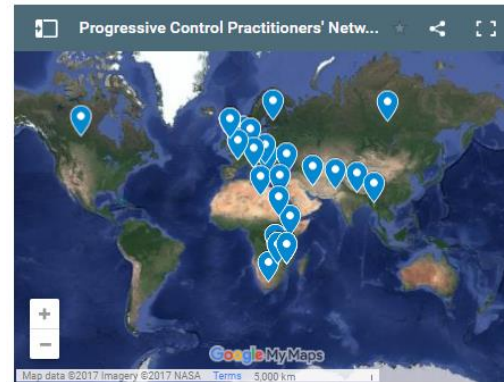 Progressive Control Practitioners' Netw...
+
−
Google My Maps
Map data ©2017 Imagery ©2017 NASA Terms 5,000 km